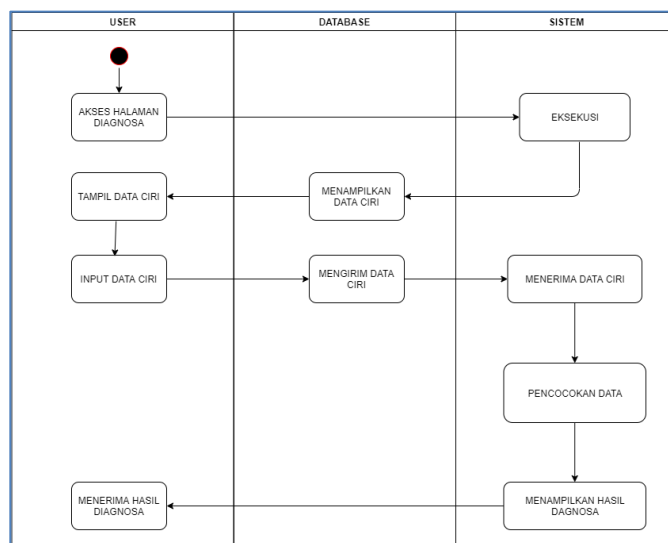 USER
DATABASE
SISTEM
AKSES HALAMAN
DIAGNOSA
EKSEKUSI
TAMPIL DATA CIRI
MENAMPILKAN
DATA CIRI
INPUT DATA CIRI
MENGIRIM DATA
CIRI
MENERIMA DATA CIRI
PENCOCOKAN DATA
MENERIMA HASIL
DIAGNOSA
MENAMPILKAN HASIL
DAGNOSA